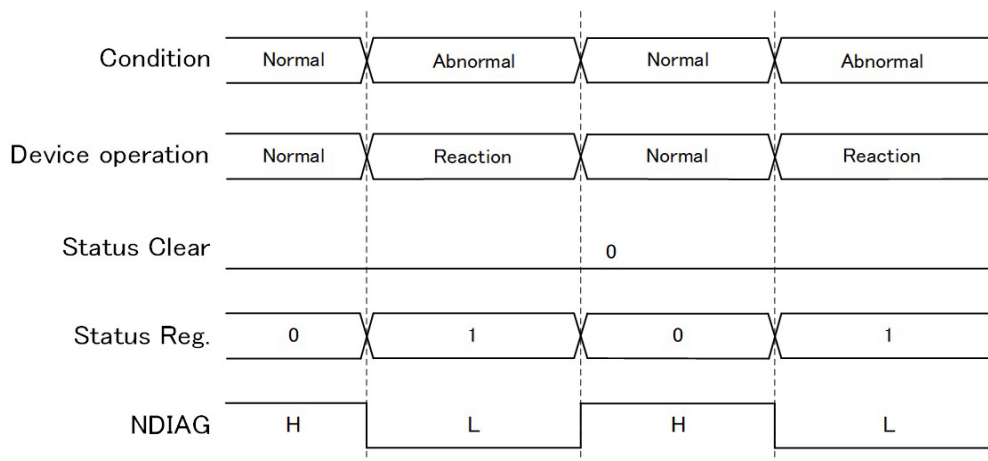 Condition Normal Abnormal Normal Abnormal
Device operation Normal Reaction Normal Reaction
Status Clear 0
Status Reg. 0 1 0 1
NDIAG H L H L